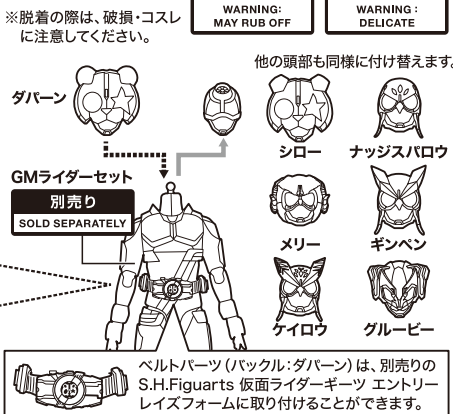 ※脱着の際は、破損・コスレ
に注意してください。
WARNING:
MAY RUB OFF
WARNING :
DELICATE
他の頭部も同様に付け替えます。
ダパーン
シロー
ナッジスパロウ
GMライダーセット
別売り
SOLD SEPARATELY
メリー
ギンペン
ケイロウ
グルービー
ベルトパーツ（バックル：ダパーン）は、別売りの
S.H.Figuarts 仮面ライダーギーツ エントリー
レイズフォームに取り付けることができます。